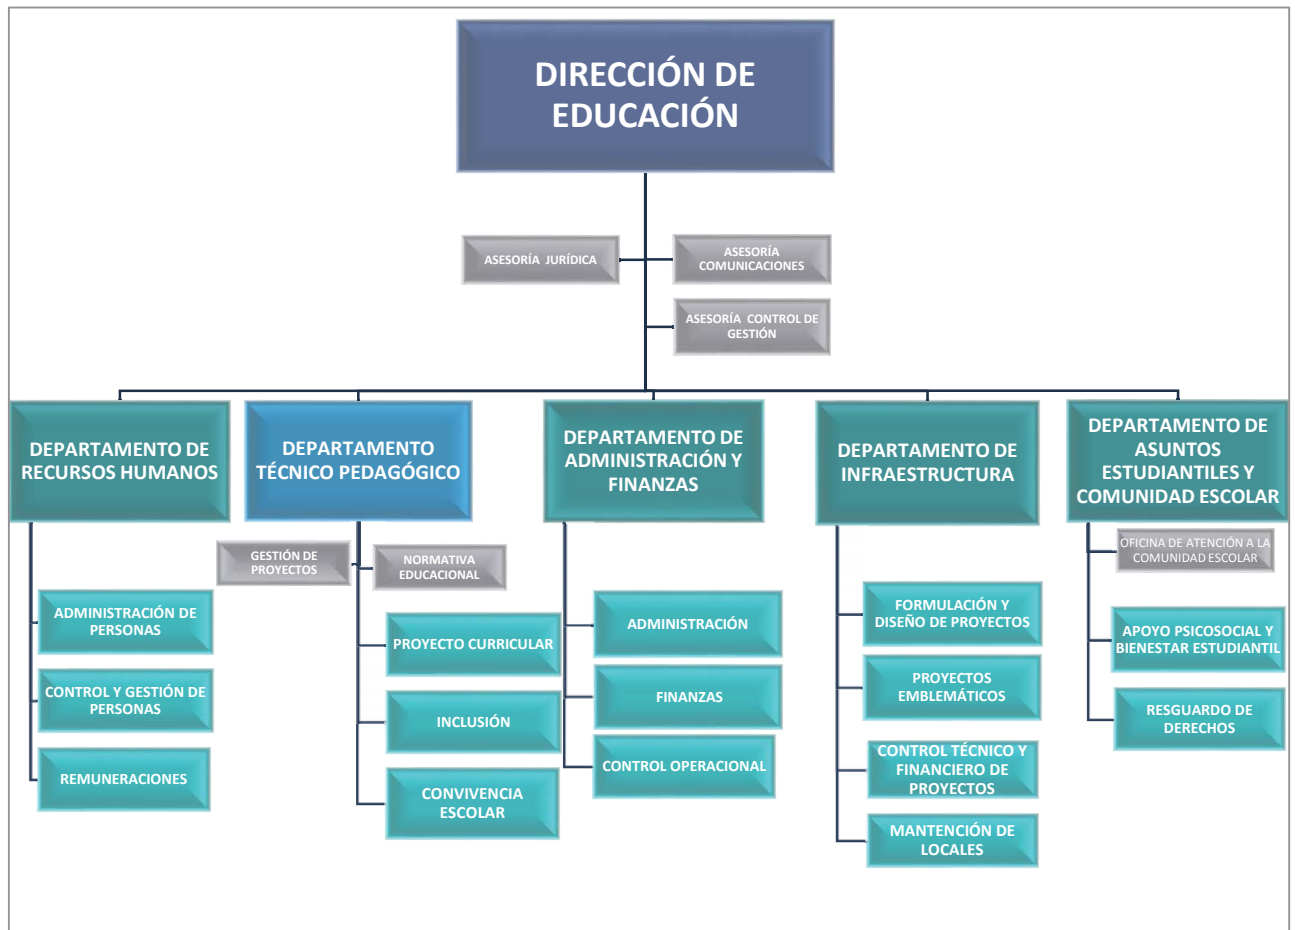 DIRECCIÓN DE
EDUCACIÓN
ASESORÍA JURÍDICA
ASESORÍA
COMUNICACIONES
ASESORÍA CONTROL DE
GESTIÓN
DEPARTAMENTO DE
RECURSOS HUMANOS
DEPARTAMENTO
TÉCNICO PEDAGÓGICO
DEPARTAMENTO DE
ADMINISTRACIÓN Y
FINANZAS
DEPARTAMENTO DE
INFRAESTRUCTURA
DEPARTAMENTO DE
ASUNTOS
ESTUDIANTILES Y
COMUNIDAD ESCOLAR
ADMINISTRACIÓN DE
PERSONAS
CONTROL Y GESTIÓN DE
PERSONAS
REMUNERACIONES
GESTIÓN DE
PROYECTOS
NORMATIVA
EDUCACIONAL
PROYECTO CURRICULAR
INCLUSIÓN
CONVIVENCIA
ESCOLAR
ADMINISTRACIÓN
FINANZAS
CONTROL OPERACIONAL
FORMULACIÓN Y
DISEÑO DE PROYECTOS
PROYECTOS
EMBLEMÁTICOS
CONTROL TÉCNICO Y
FINANCIERO DE
PROYECTOS
MANTENCIÓN DE
LOCALES
OFICINA DE ATENCIÓN A LA
COMUNIDAD ESCOLAR
APOYO PSICOSOCIAL Y
BIENESTAR ESTUDIANTIL
RESGUARDO DE
DERECHOS